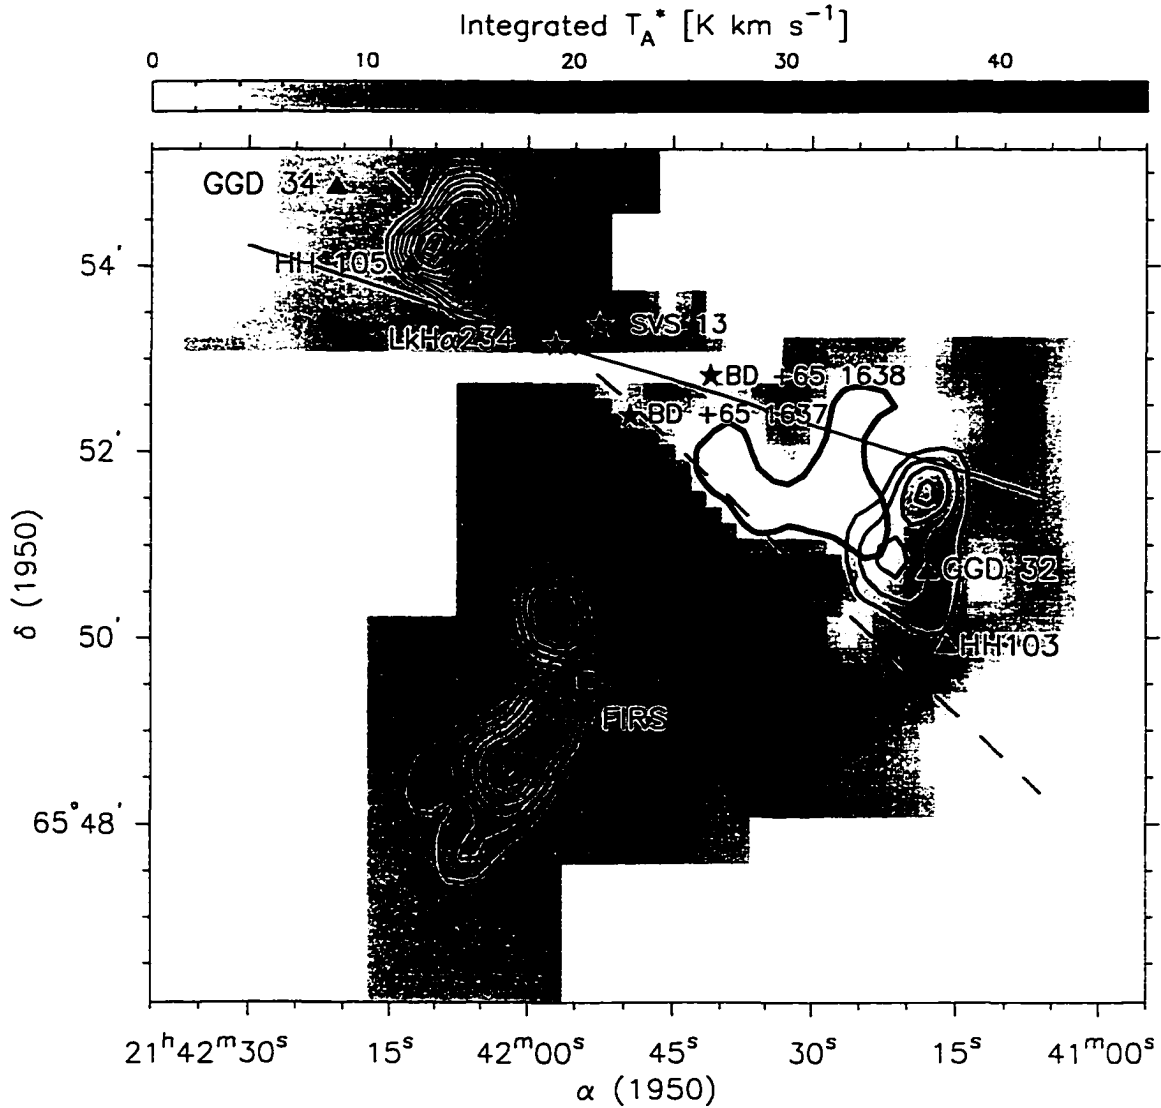 Integrated T_A* [K km s⁻¹]
0 10 20 30 40
GGD 34
54′
HH 105
SVS 13
LkHα234
BD +65 1638
BD +65 1637
52′
GGD 32
50′
HH103
FIRS
65° 48′
δ (1950)
21ʰ42ᵐ30ˢ 15ˢ 42ᵐ00ˢ 45ˢ 30ˢ 15ˢ 41ᵐ00ˢ
α (1950)